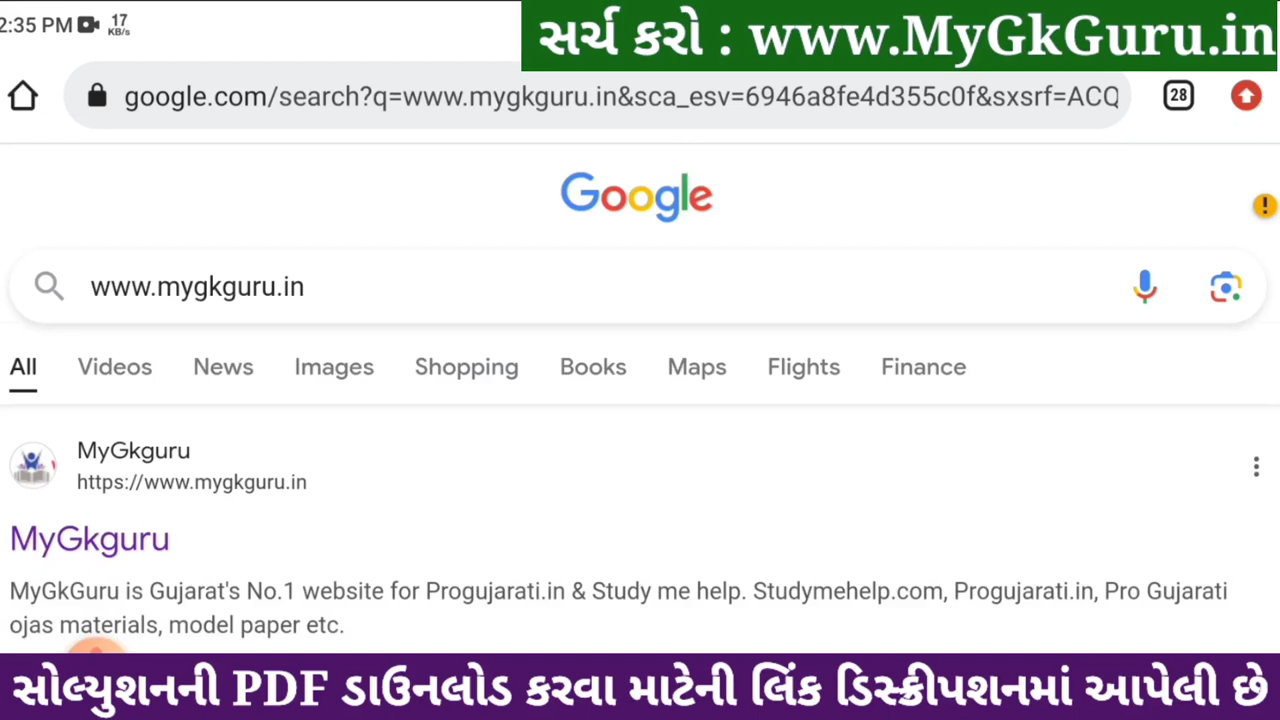 2:35 PM 17 KB/s
સર્ચ કરો : www.MyGkGuru.in
google.com/search?q=www.mygkguru.in&sca_esv=6946a8fe4d355c0f&sxsrf=ACQ
28
Google
www.mygkguru.in
All Videos News Images Shopping Books Maps Flights Finance
MyGkguru
https://www.mygkguru.in
MyGkguru
MyGkGuru is Gujarat's No.1 website for Progujarati.in & Study me help. Studymehelp.com, Progujarati.in, Pro Gujarati
ojas materials, model paper etc.
સોલ્યુશનની PDF ડાઉનલોડ કરવા માટેની લિંક ડિસ્ક્રીપશનમાં આપેલી છે